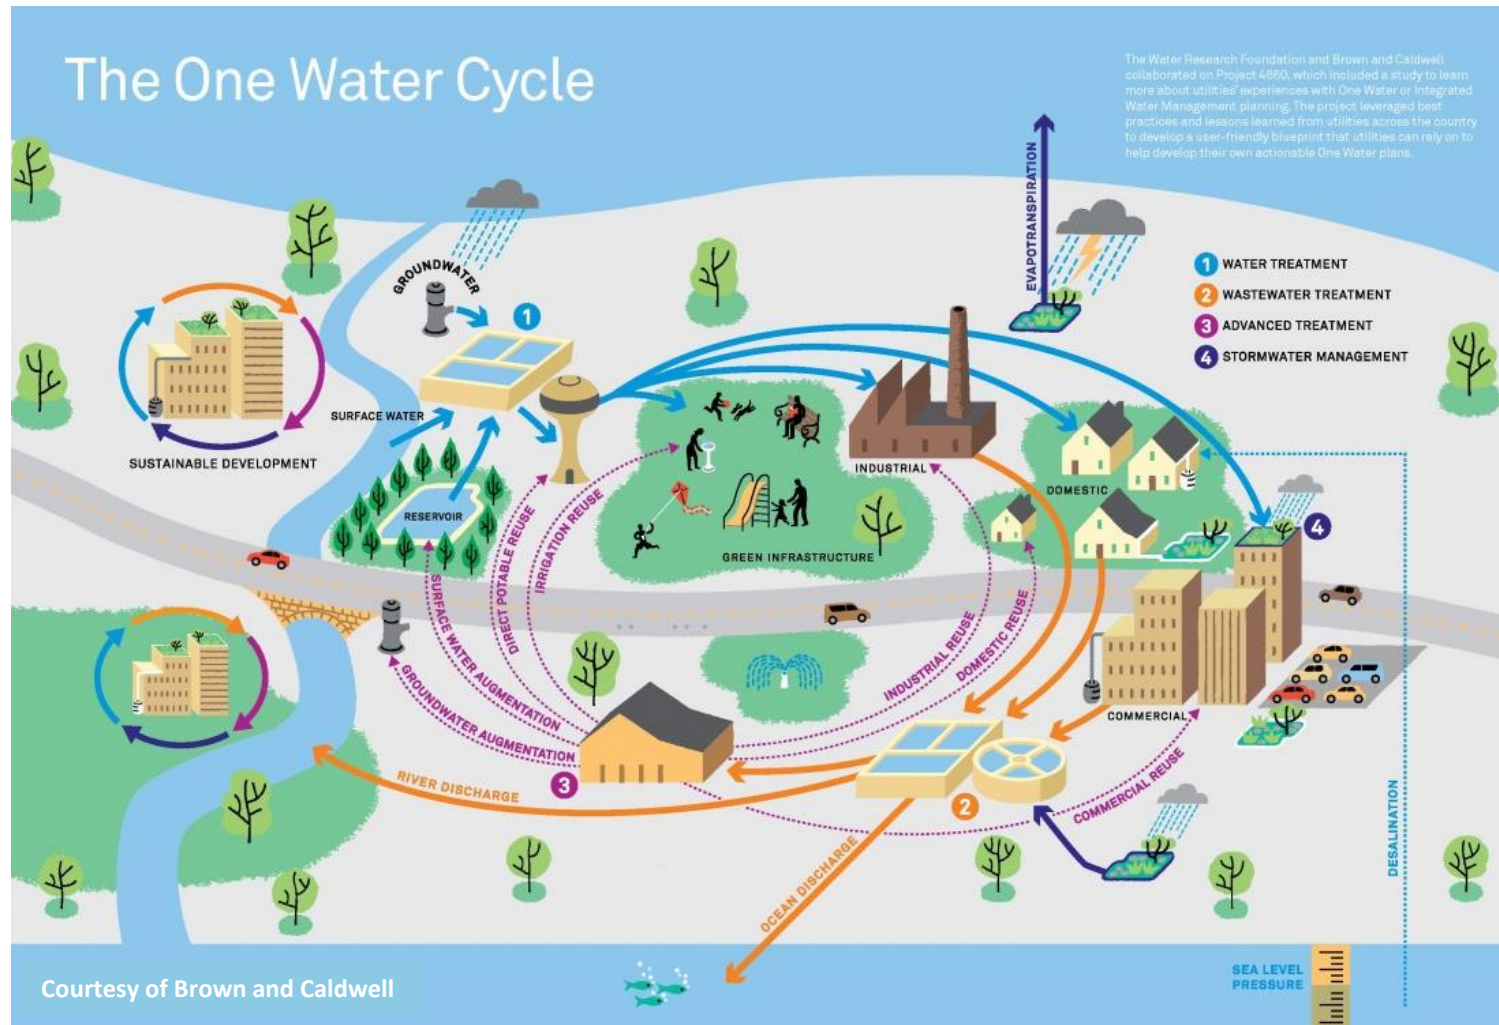 The One Water Cycle
The Water Research Foundation and Brown and Caldwell
collaborated on Project 4660, which included a study to learn
more about utilities' experiences with One Water or Integrated
Water Management planning. The project leveraged best
practices and lessons learned from utilities across the country
to develop a user-friendly blueprint that utilities can rely on to
help develop their own actionable One Water plans.
EVAPOTRANSPIRATION
1 WATER TREATMENT
2 WASTEWATER TREATMENT
3 ADVANCED TREATMENT
4 STORMWATER MANAGEMENT
GROUNDWATER
1
SURFACE WATER
SUSTAINABLE DEVELOPMENT
RESERVOIR
INDUSTRIAL
DOMESTIC
4
GREEN INFRASTRUCTURE
SURFACE WATER AUGMENTATION
DIRECT POTABLE REUSE
IRRIGATION REUSE
INDUSTRIAL REUSE
DOMESTIC REUSE
GROUNDWATER AUGMENTATION
COMMERCIAL
3
RIVER DISCHARGE
2
COMMERCIAL REUSE
DESALINATION
OCEAN DISCHARGE
SEA LEVEL
PRESSURE
Courtesy of Brown and Caldwell